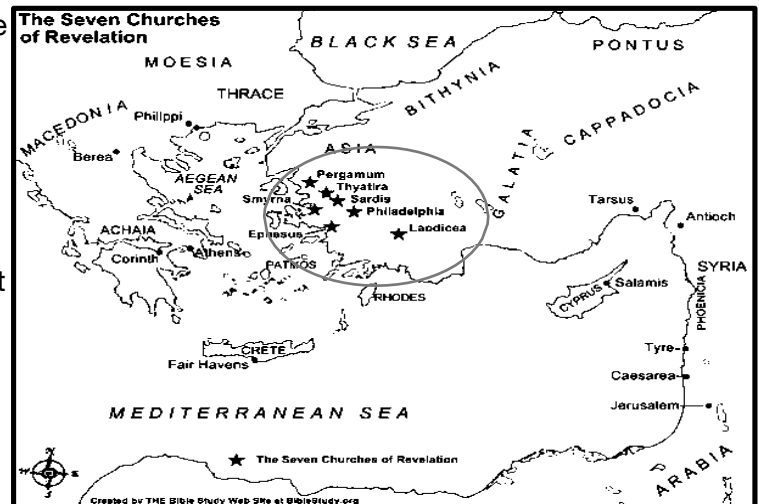 The Seven Churches
of Revelation
BLACK SEA
PONTUS
MOESIA
THRACE
BITHYNIA
MACEDONIA
Philppi
CAPPADOCIA
Berea
ASIA
GALATIA
AEGEAN
SEA
Pergamum
Thyatira
Smyrna
Sardis
Philadelphia
Tarsus
Antioch
ACHAIA
Ephesus
Laodicea
Corinth
Athens
PATMOS
SYRIA
RHODES
CYPRUS
Salamis
PHOENICIA
CRETE
Fair Havens
Tyre
Caesarea
Jerusalem
MEDITERRANEAN SEA
ARABIA
The Seven Churches of Revelation
N
W
E
S
Created by THE Bible Study Web Site at BibleStudy.org